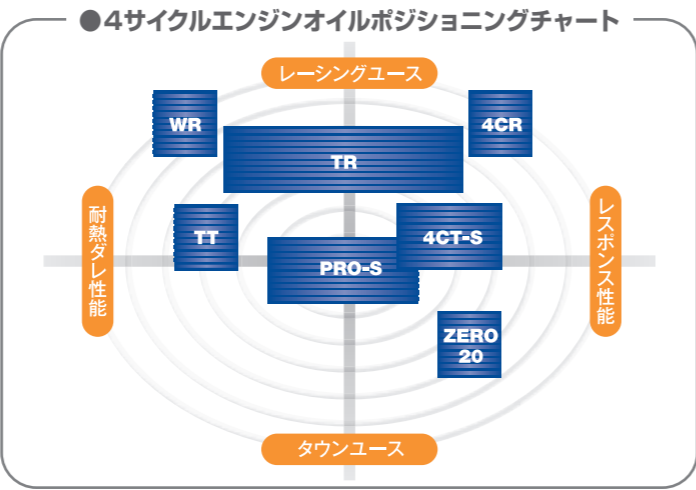 ●4サイクルエンジンオイルポジショニングチャート
レーシングユース
WR
4CR
TR
耐熱ダレ性能
レスポンス性能
TT
4CT-S
PRO-S
ZERO
20
タウンユース